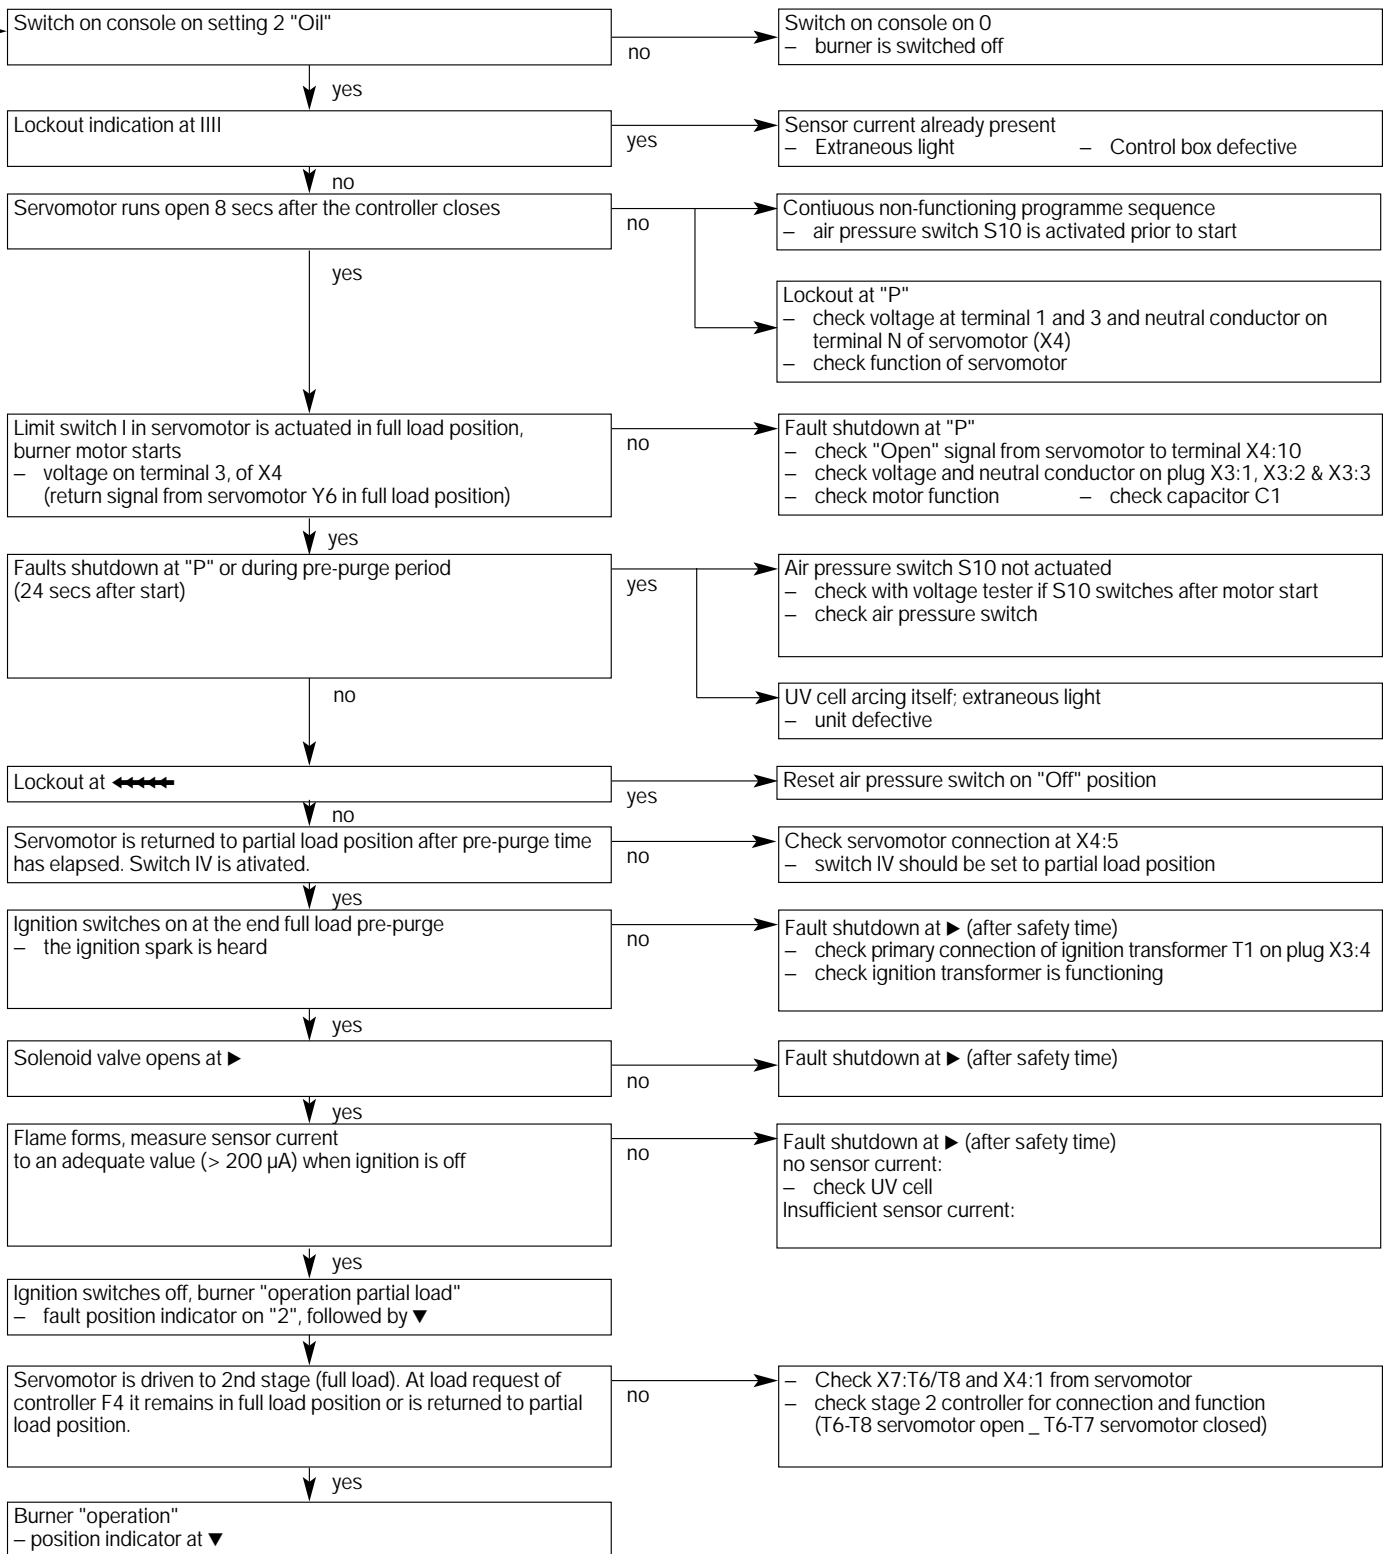 Switch on console on setting 2 "Oil"
no
Switch on console on 0
– burner is switched off
yes
Lockout indication at IIII
yes
Sensor current already present
– Extraneous light – Control box defective
no
Servomotor runs open 8 secs after the controller closes
no
Contiuous non-functioning programme sequence
– air pressure switch S10 is activated prior to start
yes
Lockout at "P"
– check voltage at terminal 1 and 3 and neutral conductor on
terminal N of servomotor (X4)
– check function of servomotor
Limit switch I in servomotor is actuated in full load position,
burner motor starts
– voltage on terminal 3, of X4
(return signal from servomotor Y6 in full load position)
no
Fault shutdown at "P"
– check "Open" signal from servomotor to terminal X4:10
– check voltage and neutral conductor on plug X3:1, X3:2 & X3:3
– check motor function – check capacitor C1
yes
Faults shutdown at "P" or during pre-purge period
(24 secs after start)
yes
Air pressure switch S10 not actuated
– check with voltage tester if S10 switches after motor start
– check air pressure switch
no
UV cell arcing itself; extraneous light
– unit defective
Lockout at
yes
Reset air pressure switch on "Off" position
no
Servomotor is returned to partial load position after pre-purge time
has elapsed. Switch IV is ativated.
no
Check servomotor connection at X4:5
– switch IV should be set to partial load position
yes
Ignition switches on at the end full load pre-purge
– the ignition spark is heard
no
Fault shutdown at ► (after safety time)
– check primary connection of ignition transformer T1 on plug X3:4
– check ignition transformer is functioning
yes
Solenoid valve opens at ►
no
Fault shutdown at ► (after safety time)
yes
Flame forms, measure sensor current
to an adequate value (> 200 µA) when ignition is off
no
Fault shutdown at ► (after safety time)
no sensor current:
– check UV cell
Insufficient sensor current:
yes
Ignition switches off, burner "operation partial load"
– fault position indicator on "2", followed by ▼
Servomotor is driven to 2nd stage (full load). At load request of
controller F4 it remains in full load position or is returned to partial
load position.
no
– Check X7:T6/T8 and X4:1 from servomotor
– check stage 2 controller for connection and function
(T6-T8 servomotor open _ T6-T7 servomotor closed)
yes
Burner "operation"
– position indicator at ▼